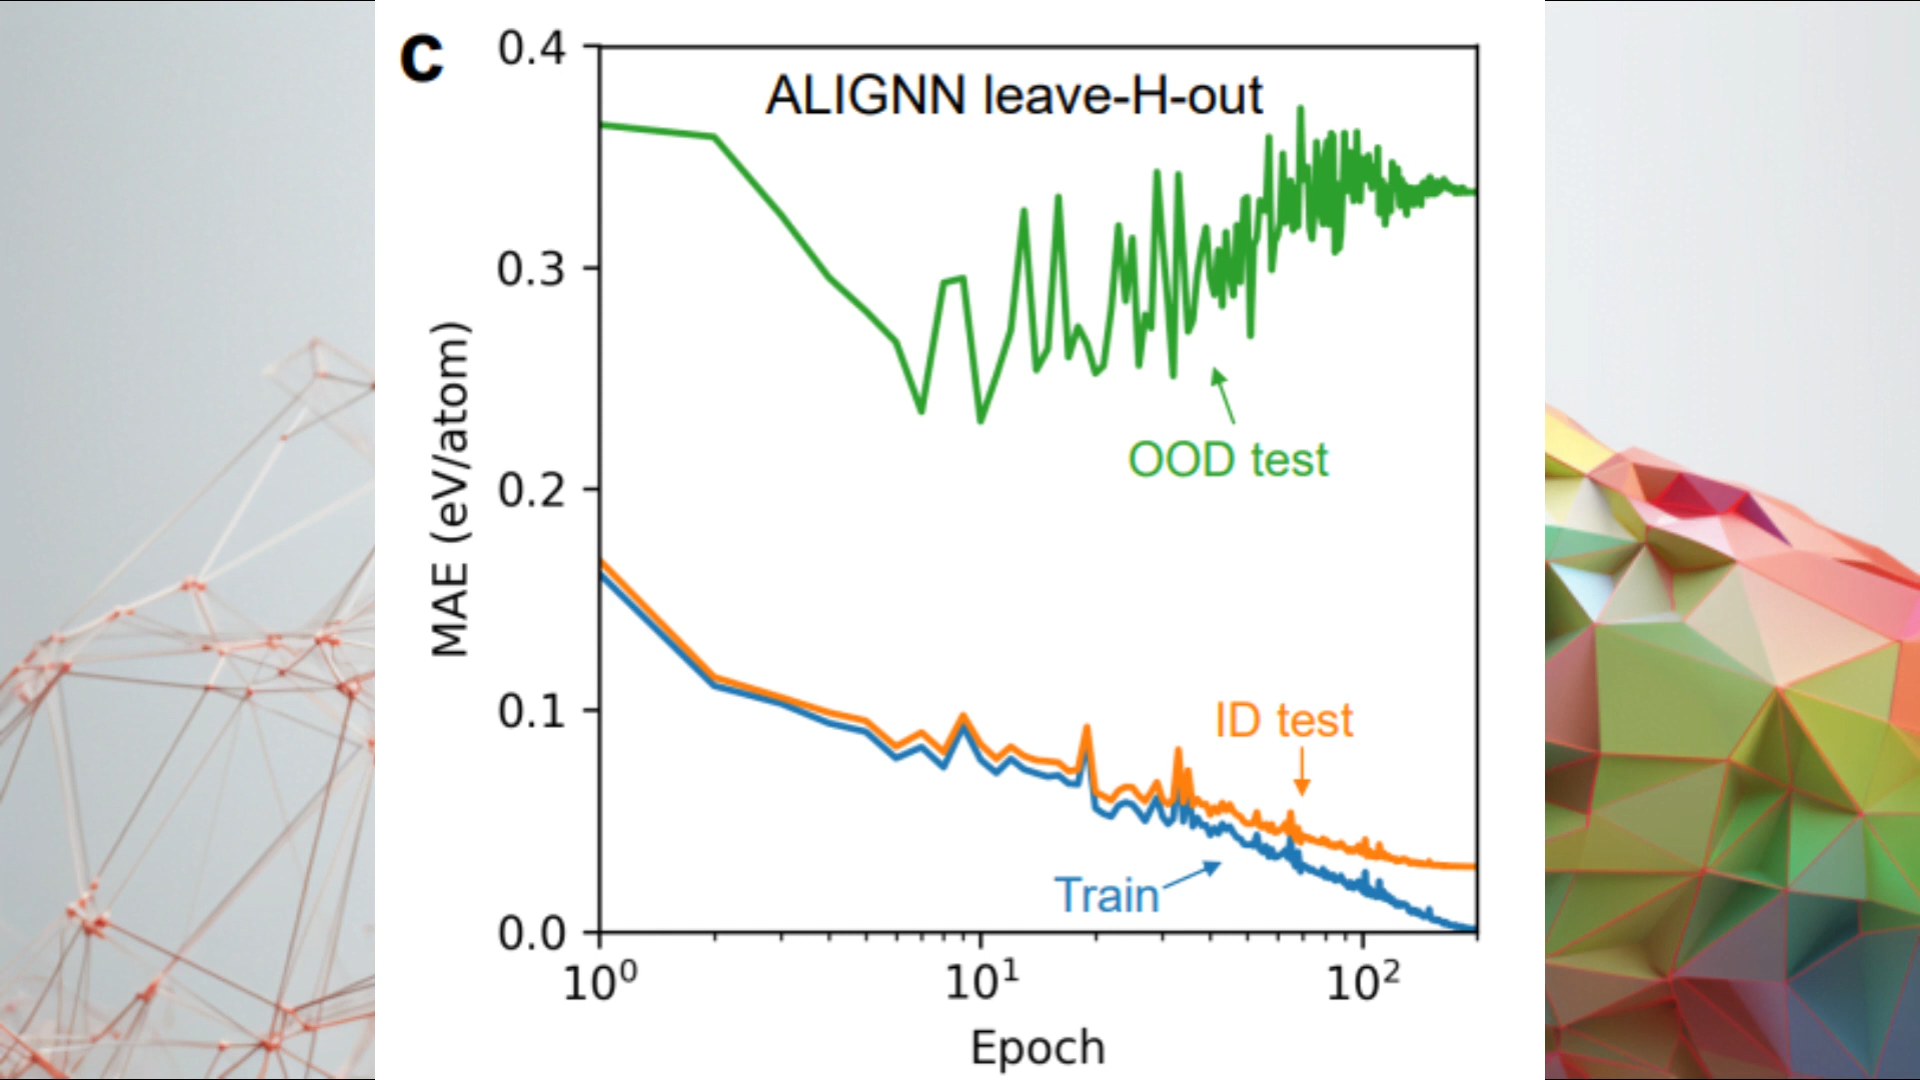 c
ALIGNN leave-H-out
0.4
0.3
0.2
0.1
0.0
MAE (eV/atom)
OOD test
ID test
Train
10⁰
10¹
10²
Epoch